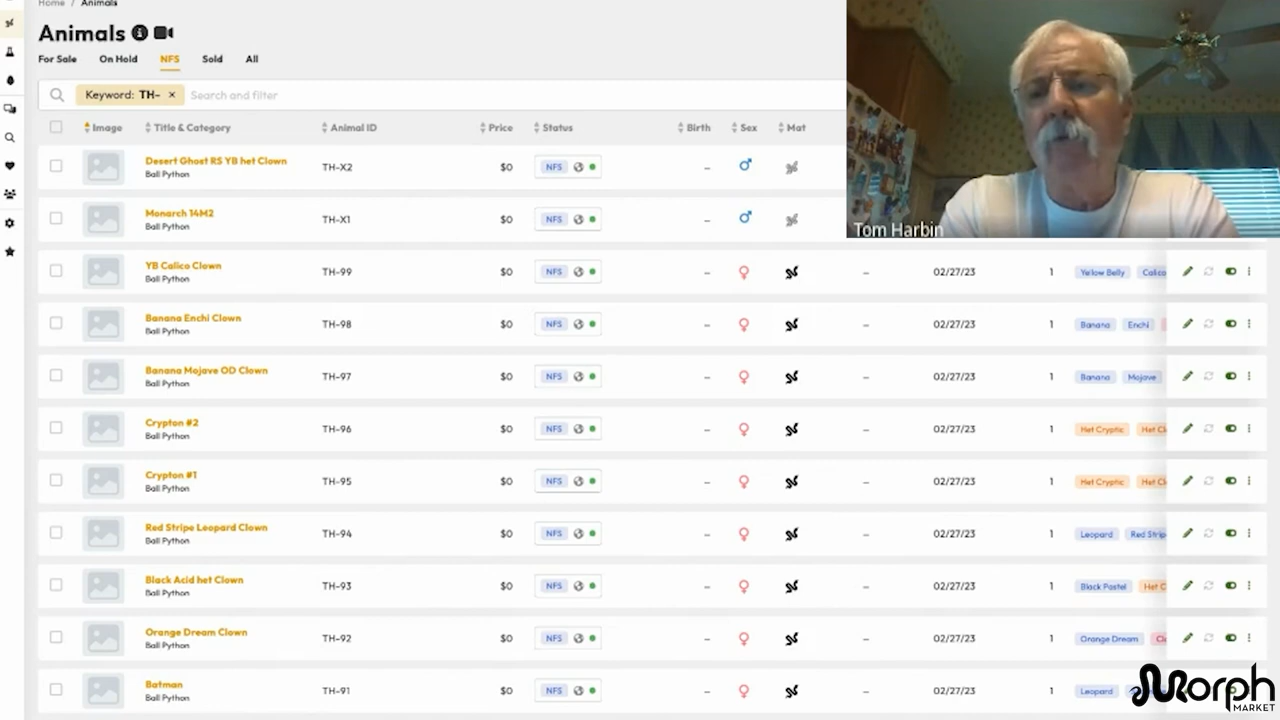 Home / Animals
Animals
For Sale On Hold NFS Sold All
Keyword: TH- × Search and filter
Image Title & Category Animal ID Price Status Birth Sex Mat
Desert Ghost RS YB het Clown
Ball Python
TH-X2 $0 NFS –
Monarch 14M2
Ball Python
TH-X1 $0 NFS –
Tom Harbin
YB Calico Clown
Ball Python
TH-99 $0 NFS – – 02/27/23 1 Yellow Belly Calico
Banana Enchi Clown
Ball Python
TH-98 $0 NFS – – 02/27/23 1 Banana Enchi
Banana Mojave OD Clown
Ball Python
TH-97 $0 NFS – – 02/27/23 1 Banana Mojave
Crypton #2
Ball Python
TH-96 $0 NFS – – 02/27/23 1 Het Cryptic Het Cl
Crypton #1
Ball Python
TH-95 $0 NFS – – 02/27/23 1 Het Cryptic Het Cl
Red Stripe Leopard Clown
Ball Python
TH-94 $0 NFS – – 02/27/23 1 Leopard Red Strip
Black Acid het Clown
Ball Python
TH-93 $0 NFS – – 02/27/23 1 Black Pastel Het C
Orange Dream Clown
Ball Python
TH-92 $0 NFS – – 02/27/23 1 Orange Dream Clo
Batman
Ball Python
TH-91 $0 NFS – – 02/27/23 1 Leopard
Morph
MARKET